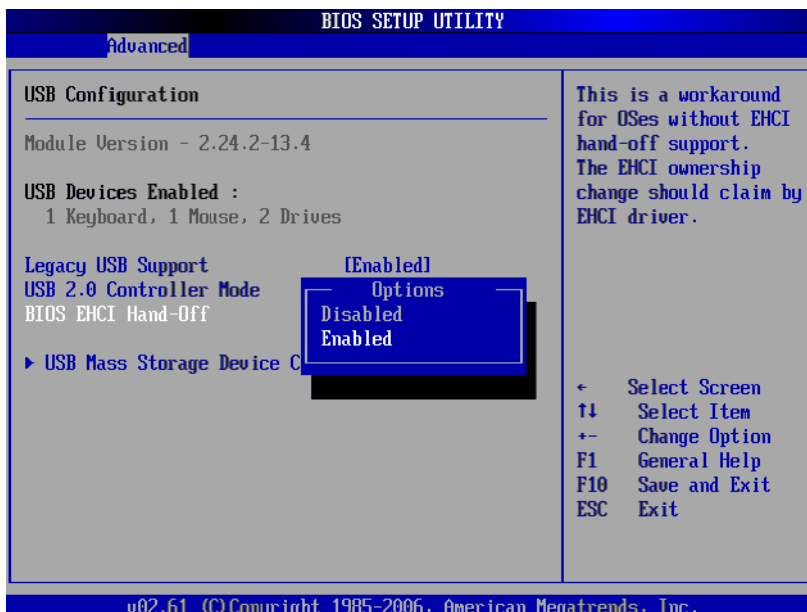 BIOS SETUP UTILITY
Advanced
USB Configuration
Module Version - 2.24.2-13.4
USB Devices Enabled :
1 Keyboard, 1 Mouse, 2 Drives
Legacy USB Support [Enabled]
USB 2.0 Controller Mode
BIOS EHCI Hand-Off
▶ USB Mass Storage Device C
Options
Disabled
Enabled
This is a workaround
for OSes without EHCI
hand-off support.
The EHCI ownership
change should claim by
EHCI driver.
← Select Screen
↑↓ Select Item
+- Change Option
F1 General Help
F10 Save and Exit
ESC Exit
v02.61 (C)Copyright 1985-2006, American Megatrends, Inc.